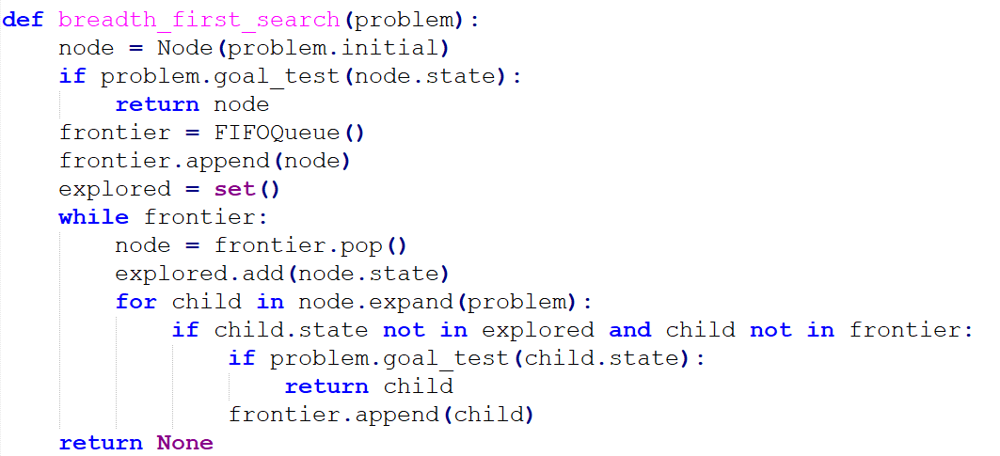 def breadth_first_search(problem):
    node = Node(problem.initial)
    if problem.goal_test(node.state):
        return node
    frontier = FIFOQueue()
    frontier.append(node)
    explored = set()
    while frontier:
        node = frontier.pop()
        explored.add(node.state)
        for child in node.expand(problem):
            if child.state not in explored and child not in frontier:
                if problem.goal_test(child.state):
                    return child
                frontier.append(child)
    return None